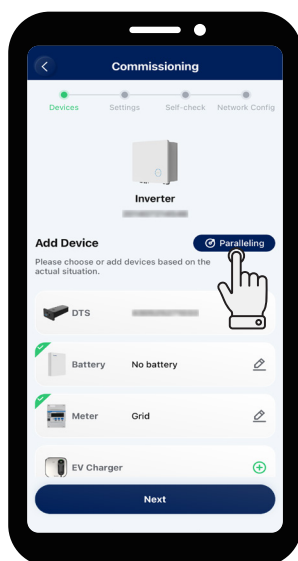 Commissioning
Devices Settings Self-check Network Config
Inverter
Add Device
Paralleling
Please choose or add devices based on the
actual situation.
DTS
Battery No battery
Meter Grid
EV Charger
Next